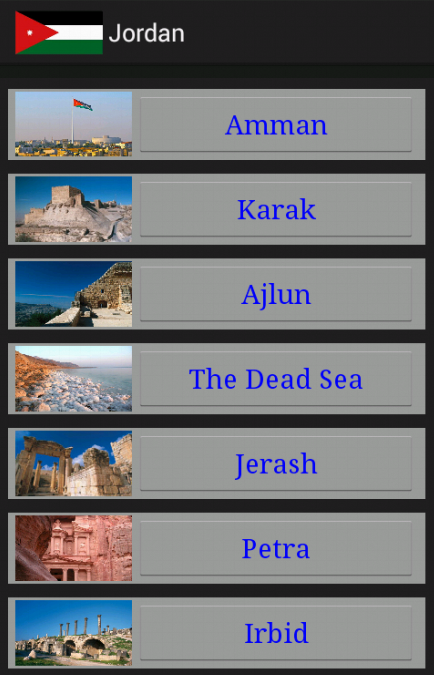 Jordan
Amman
Karak
Ajlun
The Dead Sea
Jerash
Petra
Irbid